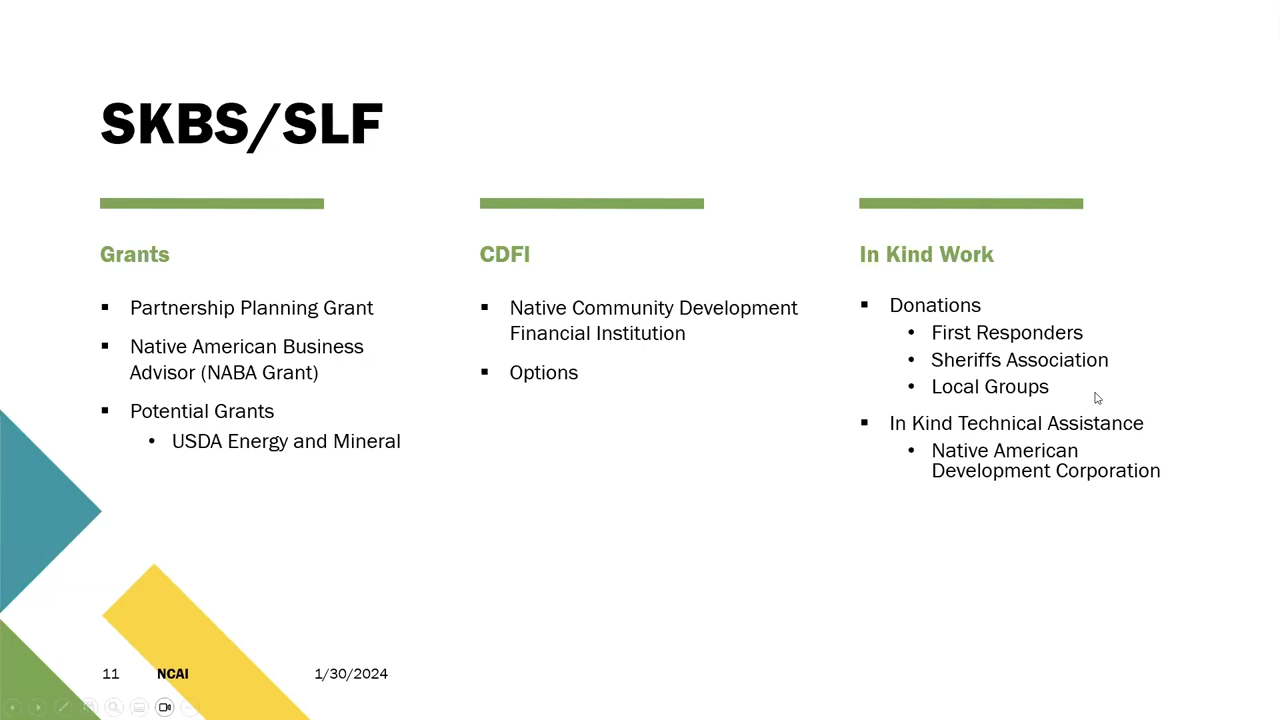 SKBS/SLF
Grants
▪ Partnership Planning Grant
▪ Native American Business
Advisor (NABA Grant)
▪ Potential Grants
• USDA Energy and Mineral
CDFI
▪ Native Community Development
Financial Institution
▪ Options
In Kind Work
▪ Donations
• First Responders
• Sheriffs Association
• Local Groups
▪ In Kind Technical Assistance
• Native American
Development Corporation
11 NCAI 1/30/2024